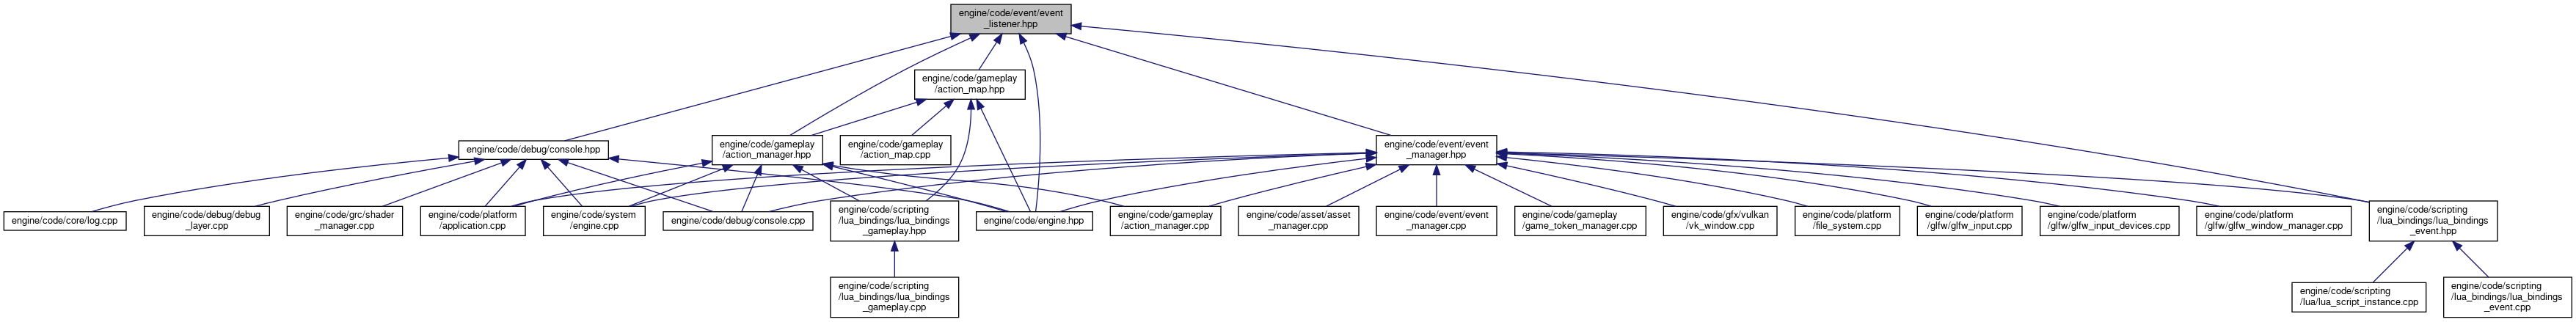 engine/code/event/event
_listener.hpp
engine/code/gameplay
/action_map.hpp
engine/code/debug/console.hpp
engine/code/gameplay
/action_manager.hpp
engine/code/gameplay
/action_map.cpp
engine/code/event/event
_manager.hpp
engine/code/core/log.cpp
engine/code/debug/debug
_layer.cpp
engine/code/grc/shader
_manager.cpp
engine/code/platform
/application.cpp
engine/code/system
/engine.cpp
engine/code/debug/console.cpp
engine/code/scripting
/lua_bindings/lua_bindings
_gameplay.hpp
engine/code/engine.hpp
engine/code/gameplay
/action_manager.cpp
engine/code/asset/asset
_manager.cpp
engine/code/event/event
_manager.cpp
engine/code/gameplay
/game_token_manager.cpp
engine/code/gfx/vulkan
/vk_window.cpp
engine/code/platform
/file_system.cpp
engine/code/platform
/glfw/glfw_input.cpp
engine/code/platform
/glfw/glfw_input_devices.cpp
engine/code/platform
/glfw/glfw_window_manager.cpp
engine/code/scripting
/lua_bindings/lua_bindings
_event.hpp
engine/code/scripting
/lua_bindings/lua_bindings
_gameplay.cpp
engine/code/scripting
/lua/lua_script_instance.cpp
engine/code/scripting
/lua_bindings/lua_bindings
_event.cpp